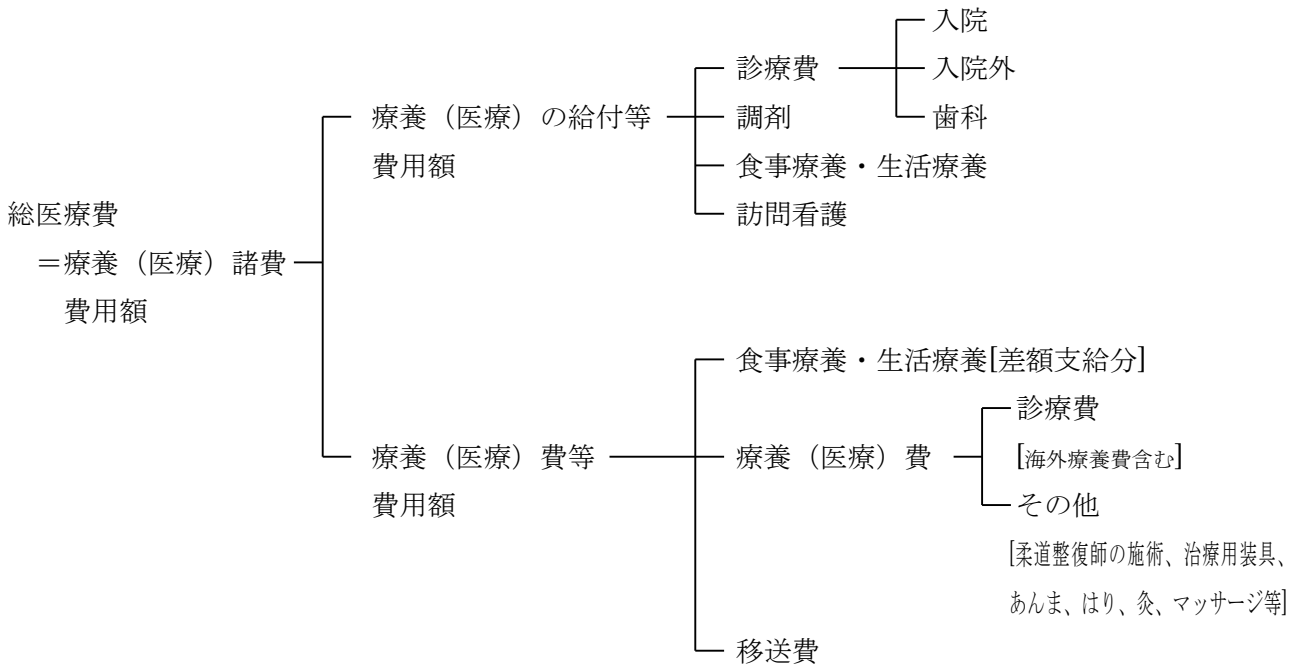 総医療費
＝療養（医療）諸費
費用額
療養（医療）の給付等
費用額
診療費
入院
入院外
歯科
調剤
食事療養・生活療養
訪問看護
療養（医療）費等
費用額
食事療養・生活療養[差額支給分]
療養（医療）費
診療費
[海外療養費含む]
その他
[柔道整復師の施術、治療用装具、
あんま、はり、灸、マッサージ等]
移送費